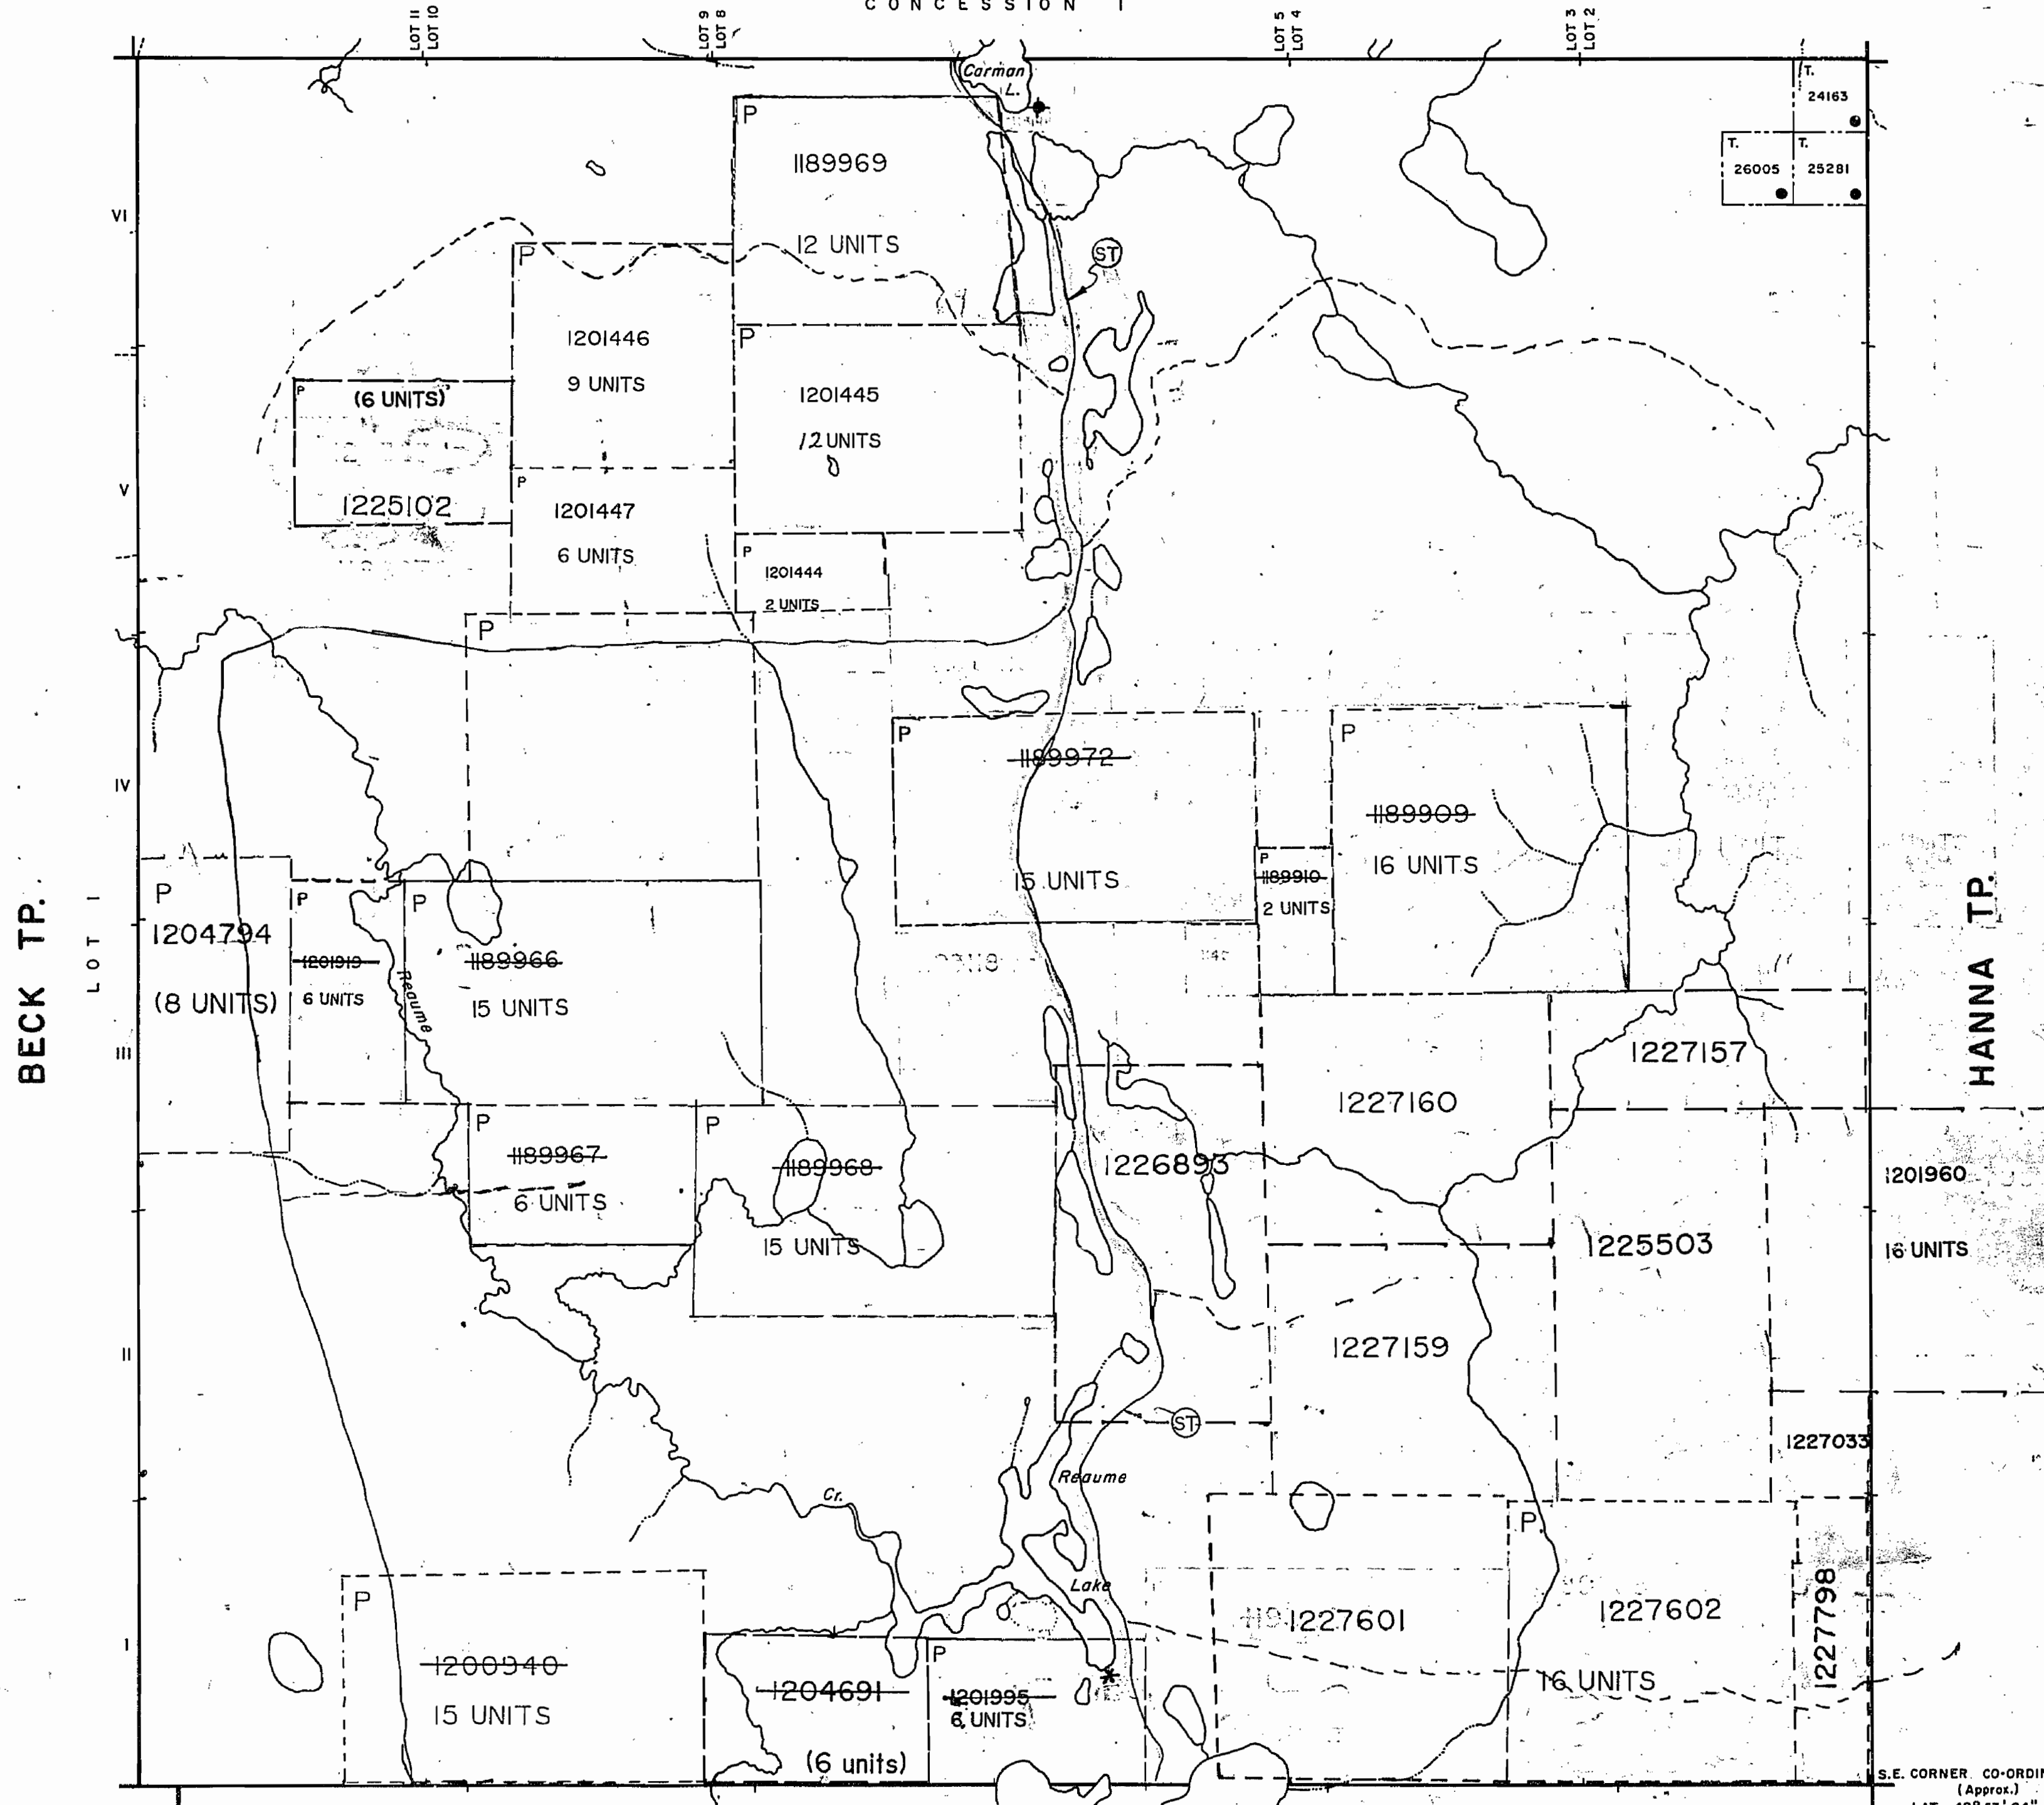 CONCESSION I
LOT 11
LOT 10
LOT 9
LOT 8
LOT 5
LOT 4
LOT 3
LOT 2
Carman
L.
T.
24163
P
1189969
T.
26005
T.
25281
VI
12 UNITS
P
ST
P
1201446
9 UNITS
P
(6 UNITS)
1201445
12 UNITS
V
1225102
P
1201447
6 UNITS
P
1201444
2 UNITS
P
P
1189972
P
IV
1189909
16 UNITS
15 UNITS
P
1189910
2 UNITS
P
1204794
(8 UNITS)
P
1201919
6 UNITS
P
1189966
15 UNITS
Reaume
BECK TP.
LOT I
HANNA TP.
III
1227157
1227160
P
1189967
6 UNITS
P
1189968
15 UNITS
1226893
1201960
16 UNITS
1225503
II
1227159
ST
1227033
Reaume
Cr.
P
P
Lake
1227601
1227602
16 UNITS
1227798
I
1200940
15 UNITS
1204691
(6 units)
P
1201995
6 UNITS
*
S.E. CORNER CO-ORDIN
(Approx.)